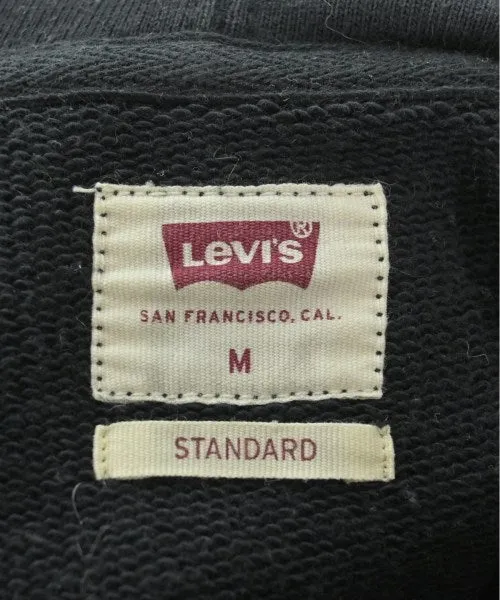 Levi's®
SAN FRANCISCO, CAL.
M
STANDARD